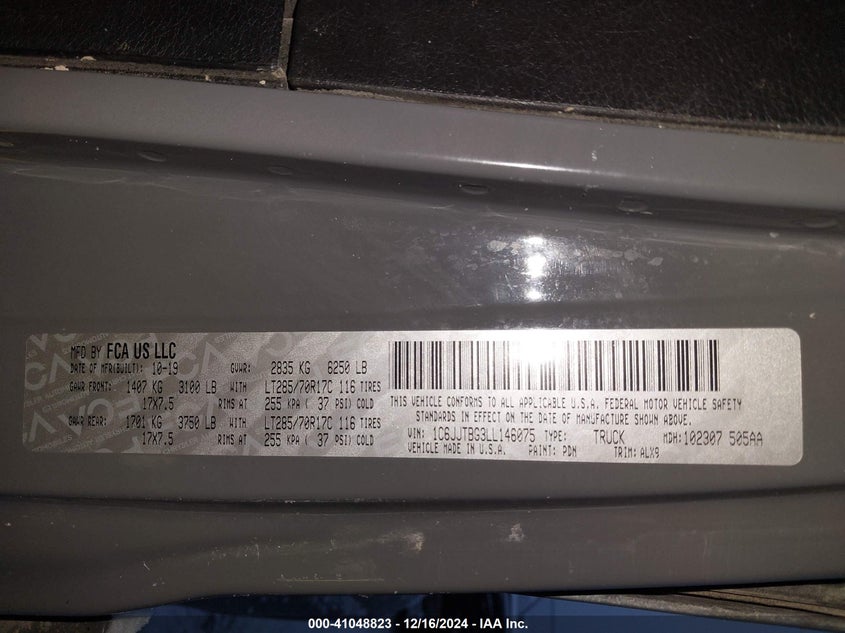 MFD BY FCA US LLC
DATE OF MFR(BUILT): 10-19 GVWR: 2835 KG 6250 LB
GAWR FRONT: 1407 KG 3100 LB WITH LT285/70R17C 116 TIRES
17X7.5 RIMS AT 255 KPA ( 37 PSI) COLD
GAWR REAR: 1701 KG 3750 LB WITH LT285/70R17C 116 TIRES
17X7.5 RIMS AT 255 KPA ( 37 PSI) COLD
THIS VEHICLE CONFORMS TO ALL APPLICABLE U.S.A. FEDERAL MOTOR VEHICLE SAFETY
STANDARDS IN EFFECT ON THE DATE OF MANUFACTURE SHOWN ABOVE.
VIN: 1C6JJTBG3LL146075 TYPE: TRUCK MDH: 102307 505AA
VEHICLE MADE IN U.S.A. PAINT: PDN TRIM: ALX9
000-41048823 - 12/16/2024 - IAA Inc.